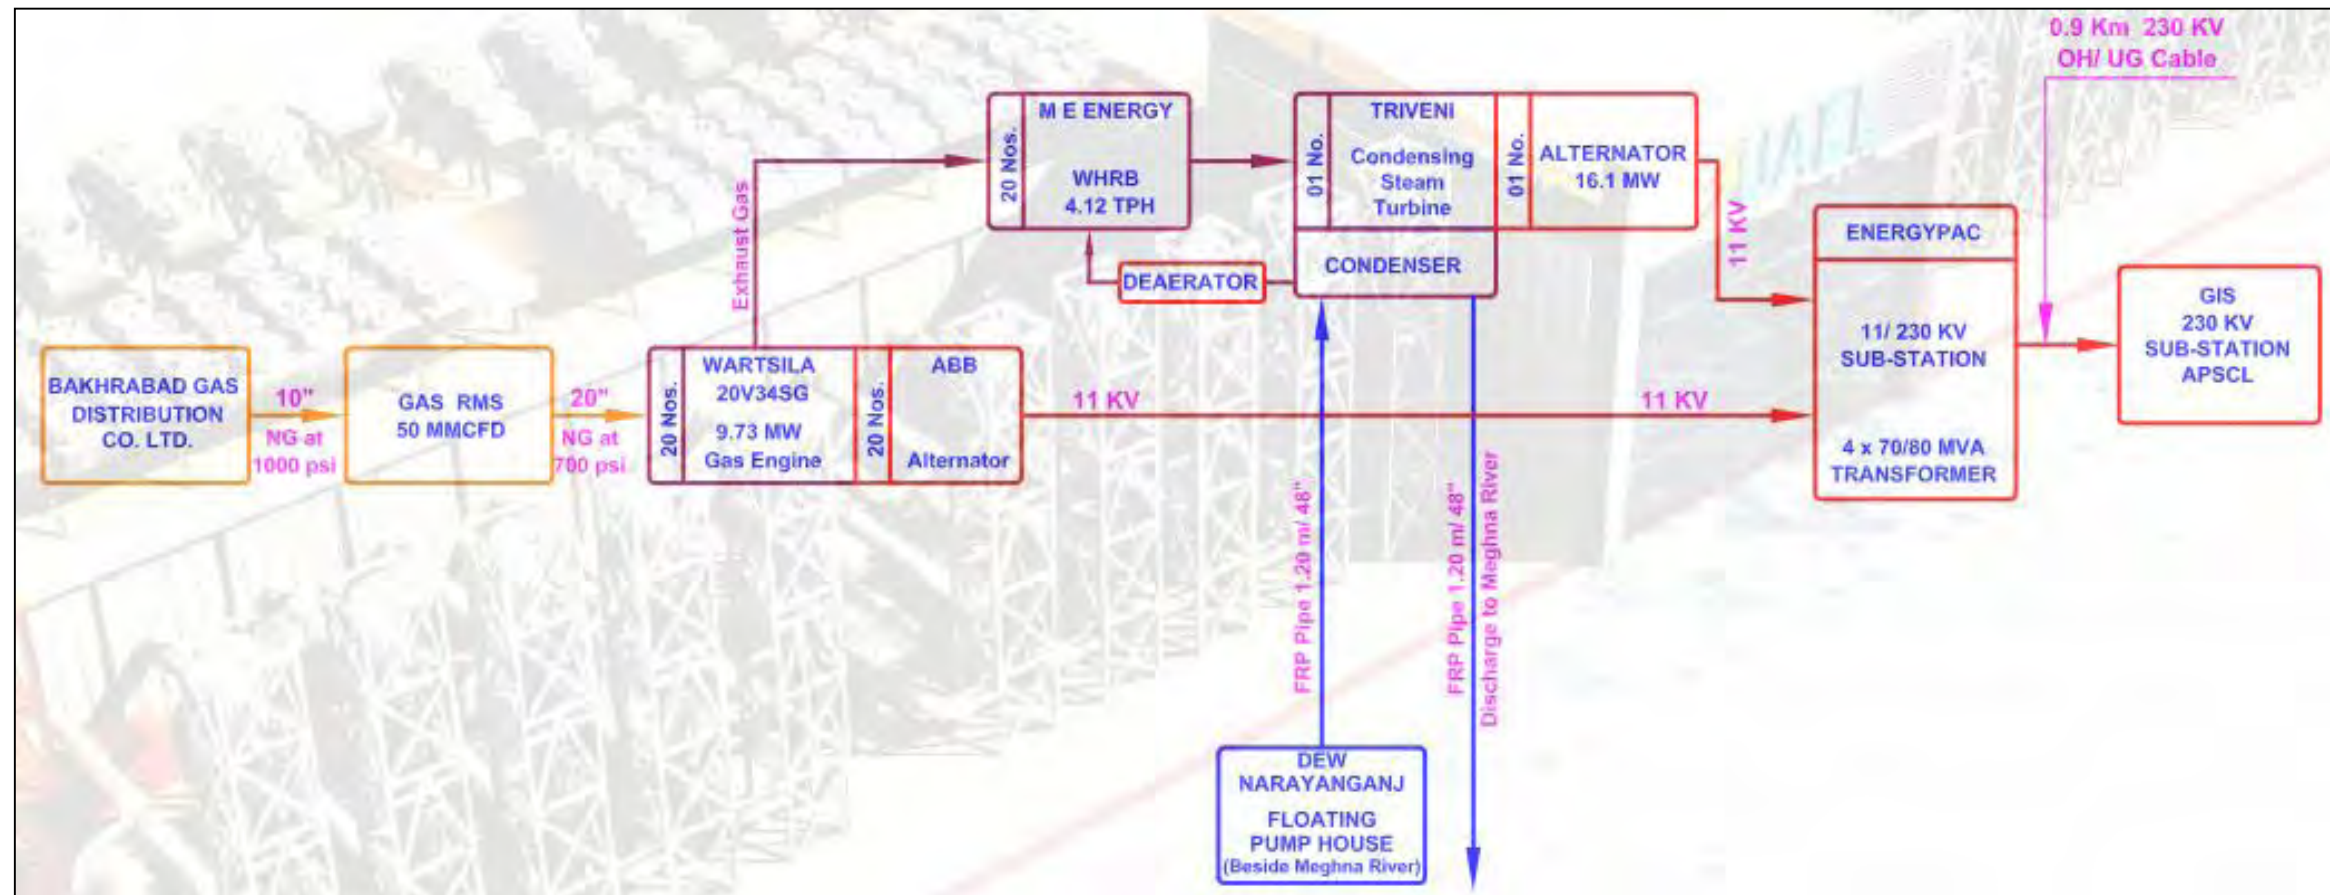 0.9 Km 230 KV
OH/ UG Cable
20 Nos.
M E ENERGY
WHRB
4.12 TPH
01 No.
TRIVENI
Condensing
Steam
Turbine
01 No.
ALTERNATOR
16.1 MW
CONDENSER
DEAERATOR
Exhaust Gas
11 KV
ENERGYPAC
11/ 230 KV
SUB-STATION
4 x 70/80 MVA
TRANSFORMER
GIS
230 KV
SUB-STATION
APSCL
BAKHRABAD GAS
DISTRIBUTION
CO. LTD.
10"
NG at
1000 psi
GAS RMS
50 MMCFD
20"
NG at
700 psi
20 Nos.
WARTSILA
20V34SG
9.73 MW
Gas Engine
20 Nos.
ABB
Alternator
11 KV
11 KV
FRP Pipe 1.20 m/ 48"
FRP Pipe 1.20 m/ 48"
Discharge to Meghna River
DEW
NARAYANGANJ
FLOATING
PUMP HOUSE
(Beside Meghna River)